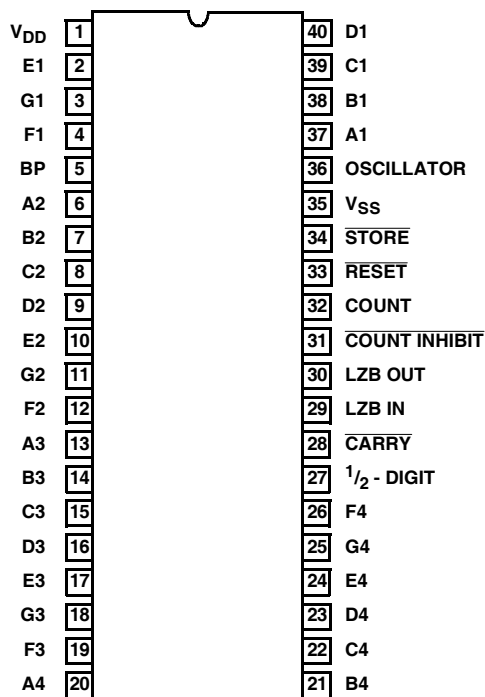 VDD 1 40 D1
E1 2 39 C1
G1 3 38 B1
F1 4 37 A1
BP 5 36 OSCILLATOR
A2 6 35 VSS
B2 7 34 STORE
C2 8 33 RESET
D2 9 32 COUNT
E2 10 31 COUNT INHIBIT
G2 11 30 LZB OUT
F2 12 29 LZB IN
A3 13 28 CARRY
B3 14 27 1/2 - DIGIT
C3 15 26 F4
D3 16 25 G4
E3 17 24 E4
G3 18 23 D4
F3 19 22 C4
A4 20 21 B4